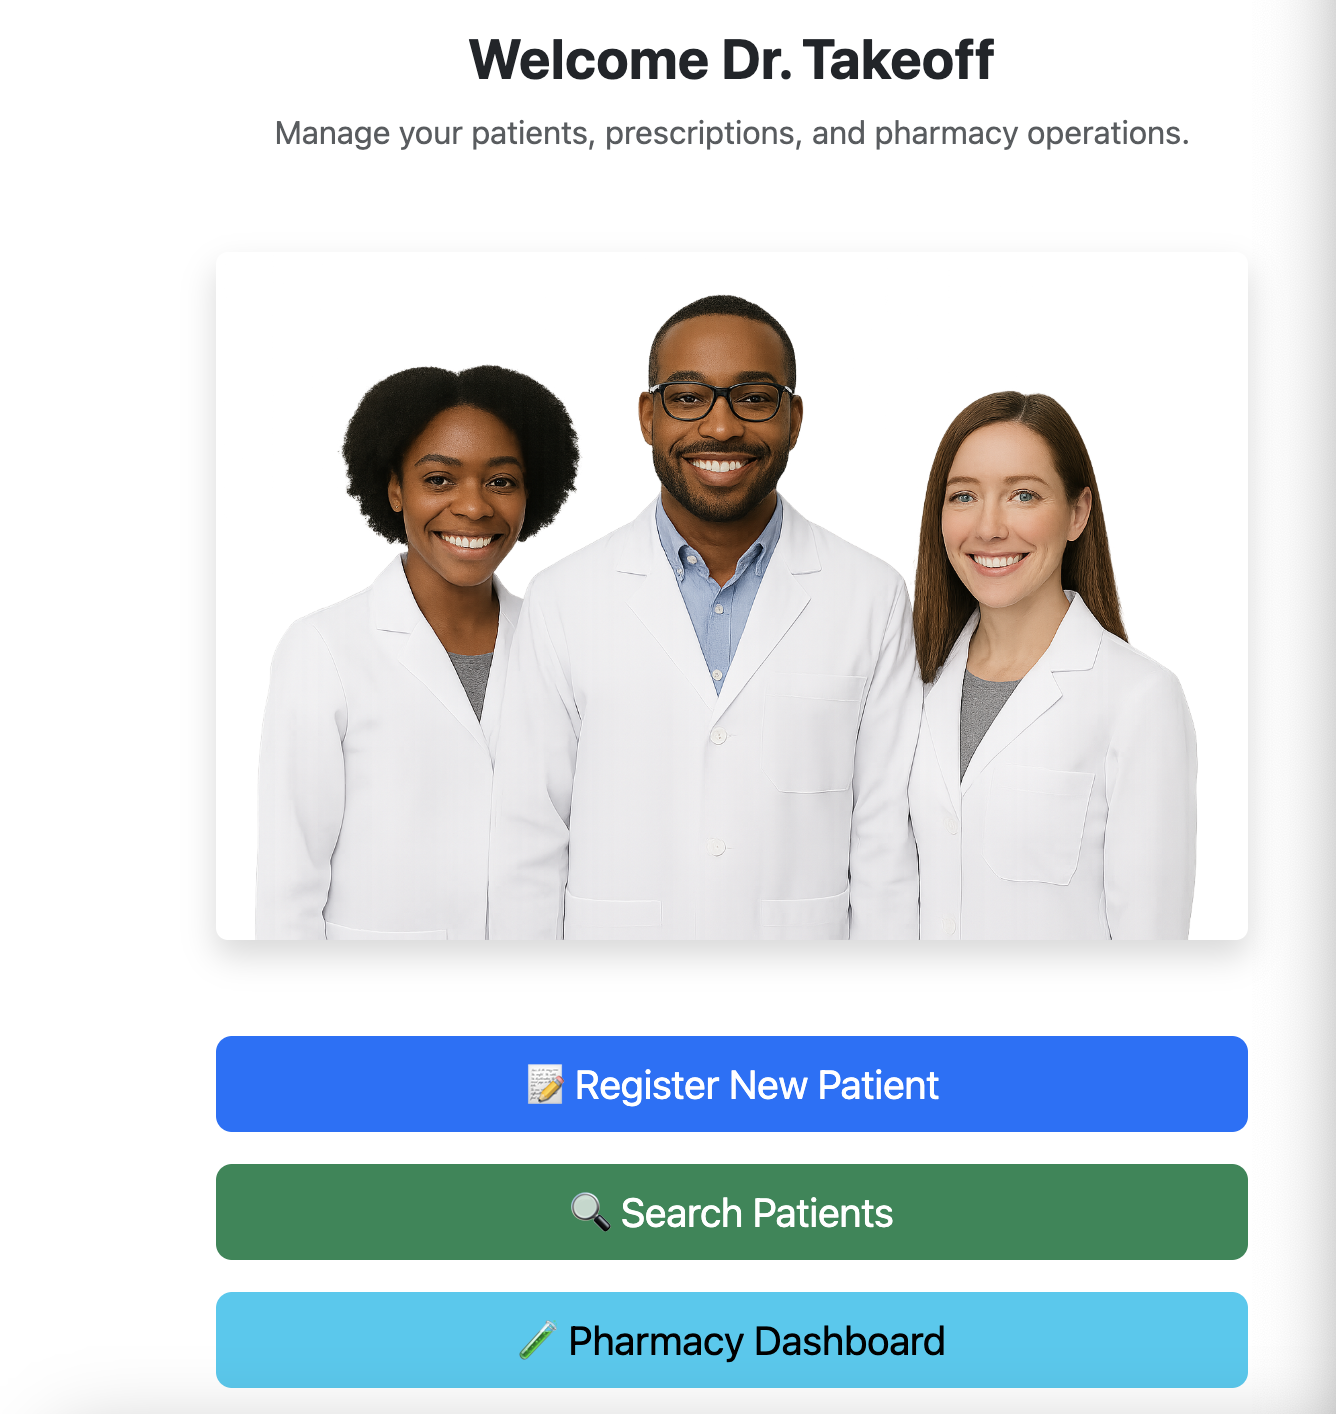 Welcome Dr. Takeoff
Manage your patients, prescriptions, and pharmacy operations.
📝 Register New Patient
🔍 Search Patients
🧪 Pharmacy Dashboard